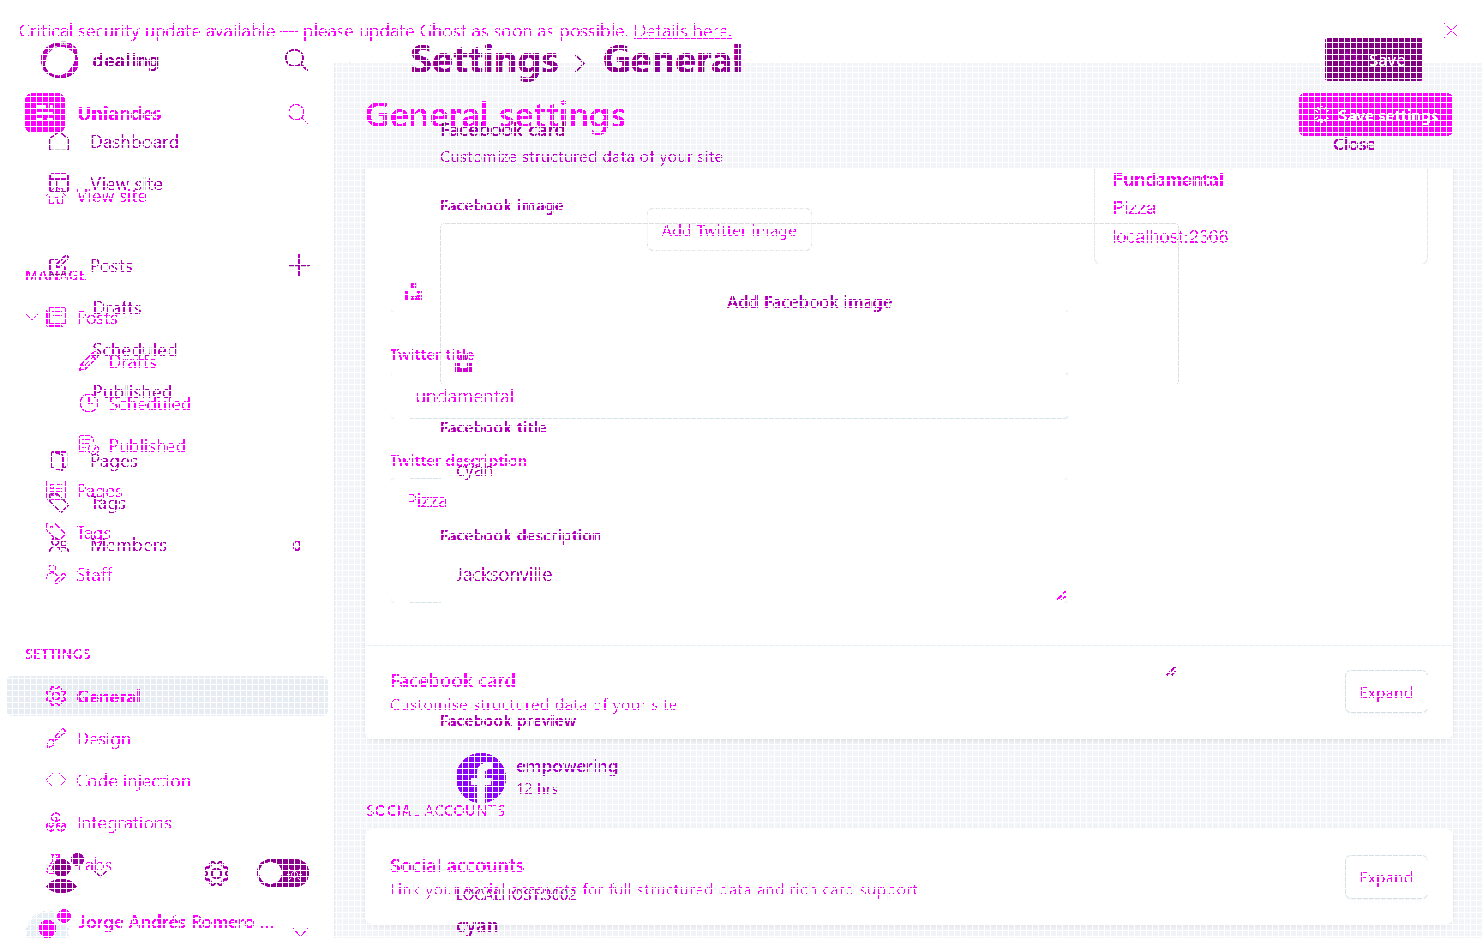 Critical security update available — please update Ghost as soon as possible. Details here.
dealing
Settings > General
Save
Uniandes
General settings
Save settings
Facebook card
Close
Dashboard
Customize structured data of your site
View site
View site
Fundamental
Facebook image
Pizza
Add Twitter image
localhost:2368
Posts
MANAGE
Drafts
Add Facebook image
Posts
Scheduled
Twitter title
Drafts
Published
undamental
Scheduled
Facebook title
Published
Pages
Twitter description
cyan
Pages
Pizza
Tags
Tags
Facebook description
Members
0
Staff
Jacksonville
SETTINGS
Facebook card
General
Expand
Customise structured data of your site
Facebook preview
Design
empowering
Code injection
12 hrs
SOCIAL ACCOUNTS
Integrations
Labs
Social accounts
Expand
Link your social accounts for full structured data and rich card support
Jorge Andrés Romero ...
cyan